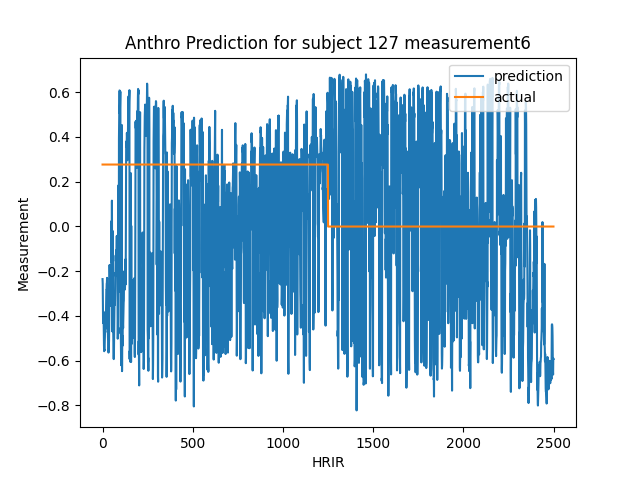 Anthro Prediction for subject 127 measurement6
prediction
actual
Measurement
0.6
0.4
0.2
0.0
−0.2
−0.4
−0.6
−0.8
0 500 1000 1500 2000 2500
HRIR